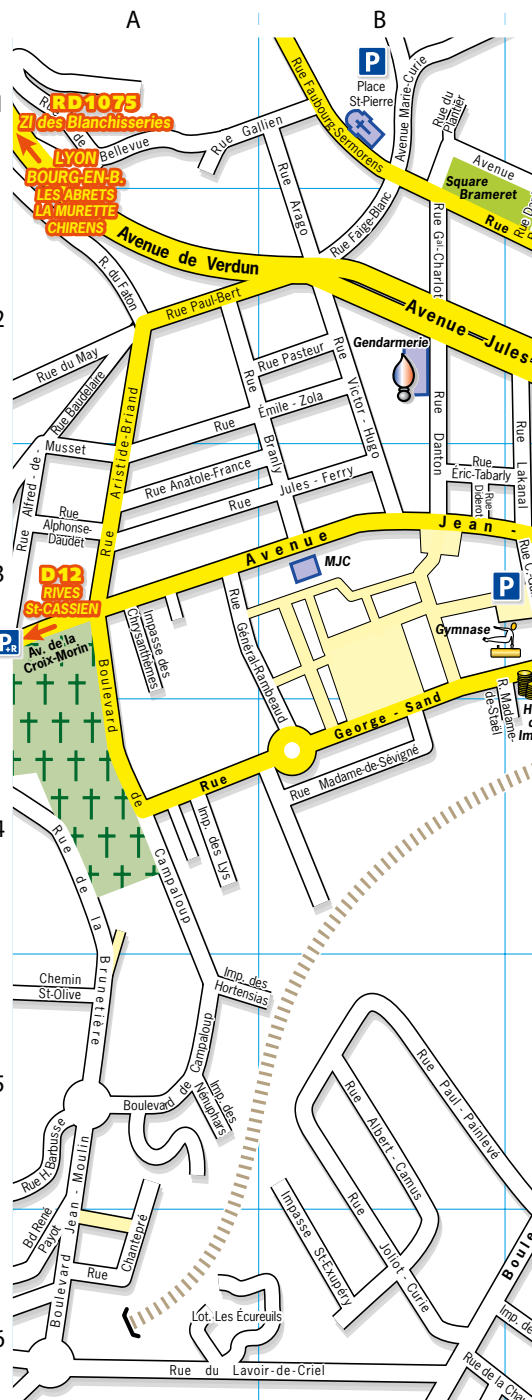 A
B
P
Place
St-Pierre
Rue Faubourg-Sermorens
Avenue Marie-Curie
Rue du
Plantier
RD1075
ZI des Blanchisseries
Rue de Bellevue
Rue Gallien
LYON
BOURG-EN-B.
LES ABRETS
LA MURETTE
CHIRENS
Avenue
Square
Brameret
Rue
Rue Arago
Rue Faige-Blanc
Rue Gal-Charlot
Avenue de Verdun
R. du Faton
2
Rue Paul-Bert
Avenue-Jules
Gendarmerie
Rue du May
Rue Pasteur
Rue Baudelaire
Rue Victor-Hugo
Rue Émile-Zola
Rue Branly
Rue Danton
Rue Lakanal
Rue Aristide-Briand
Musset
Rue Alfred-de-
Rue Anatole-France
Rue Jules-Ferry
Rue
Éric-Tabarly
Rue
Diderot
Rue
Alphonse-
Daudet
Avenue Jean-
3
MJC
Rue C.-Gu
D12
RIVES
St-CASSIEN
P
P+R
Av. de la
Croix-Morin
Impasse des
Chrysanthèmes
Rue Général-Rambeaud
Gymnase
Boulevard de Campaloup
Rue George-Sand
R. Madame-
de-Staël
H
Im
Rue Madame-de-Sévigné
Imp. des Lys
4
Rue de la Brunetière
Chemin
St-Olive
Imp. des
Hortensias
Boulevard de Campaloup
Imp. des
Nénuphars
5
Rue Paul-Painlevé
Rue Albert-Camus
Rue H. Barbusse
Boulevard Jean-Moulin
Bd René
Payot
Rue Chantepré
Impasse St-Exupéry
Rue Joliot-Curie
Boule
Lot. Les Écureuils
Imp. de
Rue du Lavoir-de-Criel
Rue de la Cha